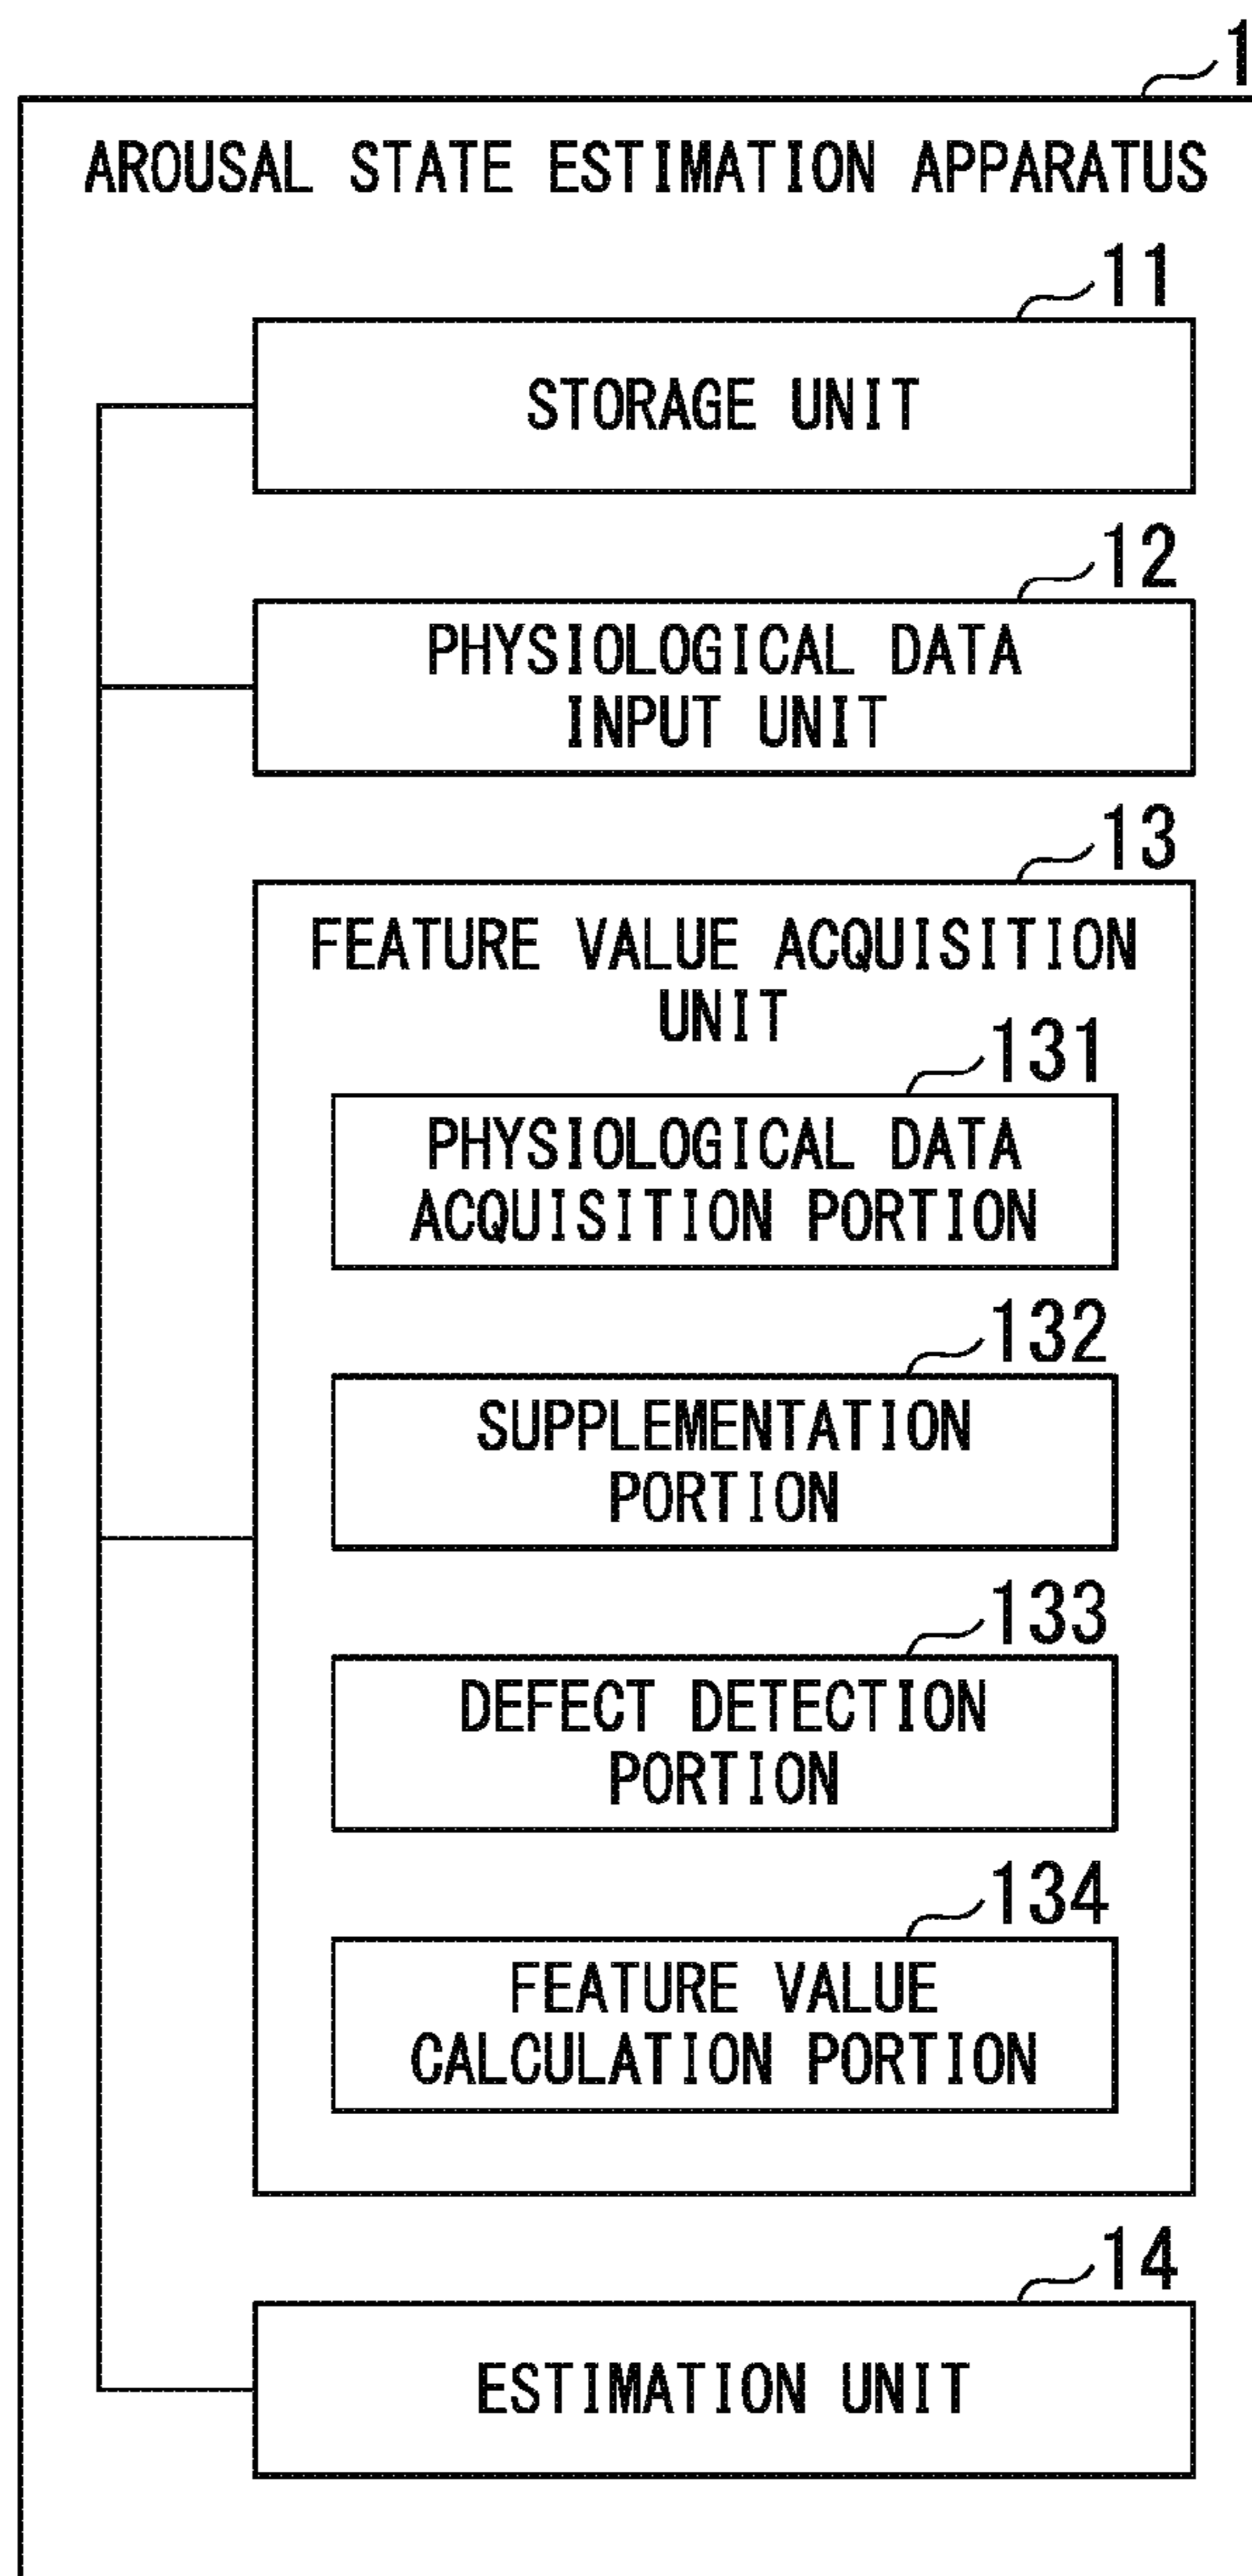 1
AROUSAL STATE ESTIMATION APPARATUS
11
STORAGE UNIT
12
PHYSIOLOGICAL DATA
INPUT UNIT
13
FEATURE VALUE ACQUISITION
UNIT
131
PHYSIOLOGICAL DATA
ACQUISITION PORTION
132
SUPPLEMENTATION
PORTION
133
DEFECT DETECTION
PORTION
134
FEATURE VALUE
CALCULATION PORTION
14
ESTIMATION UNIT